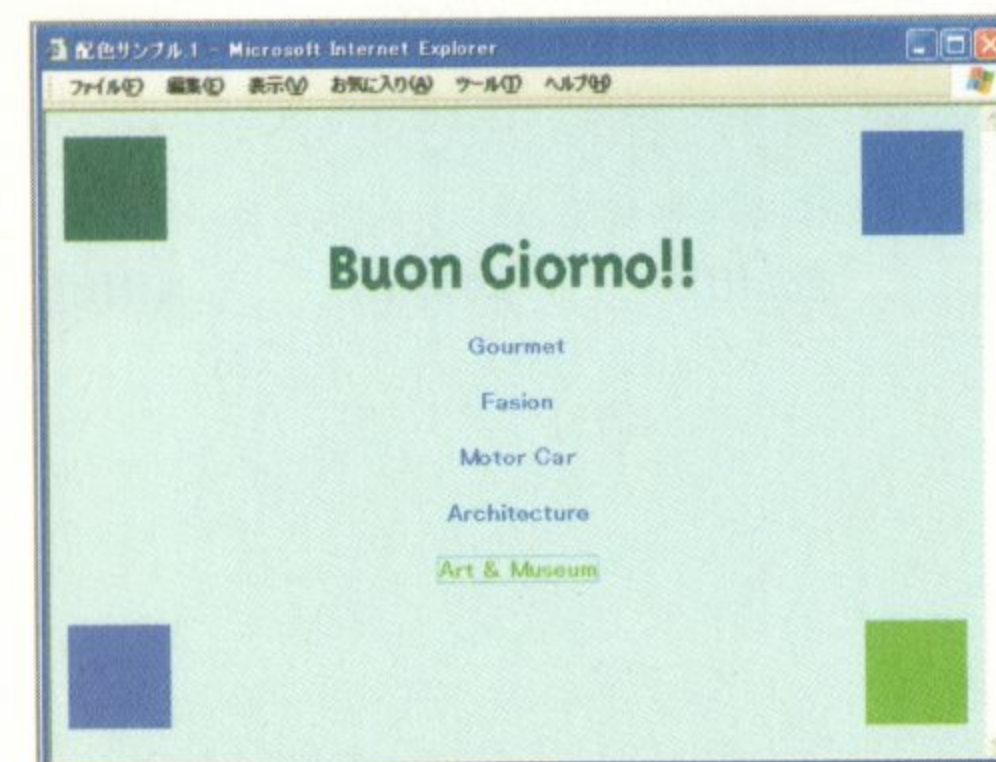 配色サンプル.1 - Microsoft Internet Explorer
ファイル(F) 編集(E) 表示(V) お気に入り(A) ツール(T) ヘルプ(H)
Buon Giorno!!
Gourmet
Fasion
Motor Car
Architecture
Art & Museum